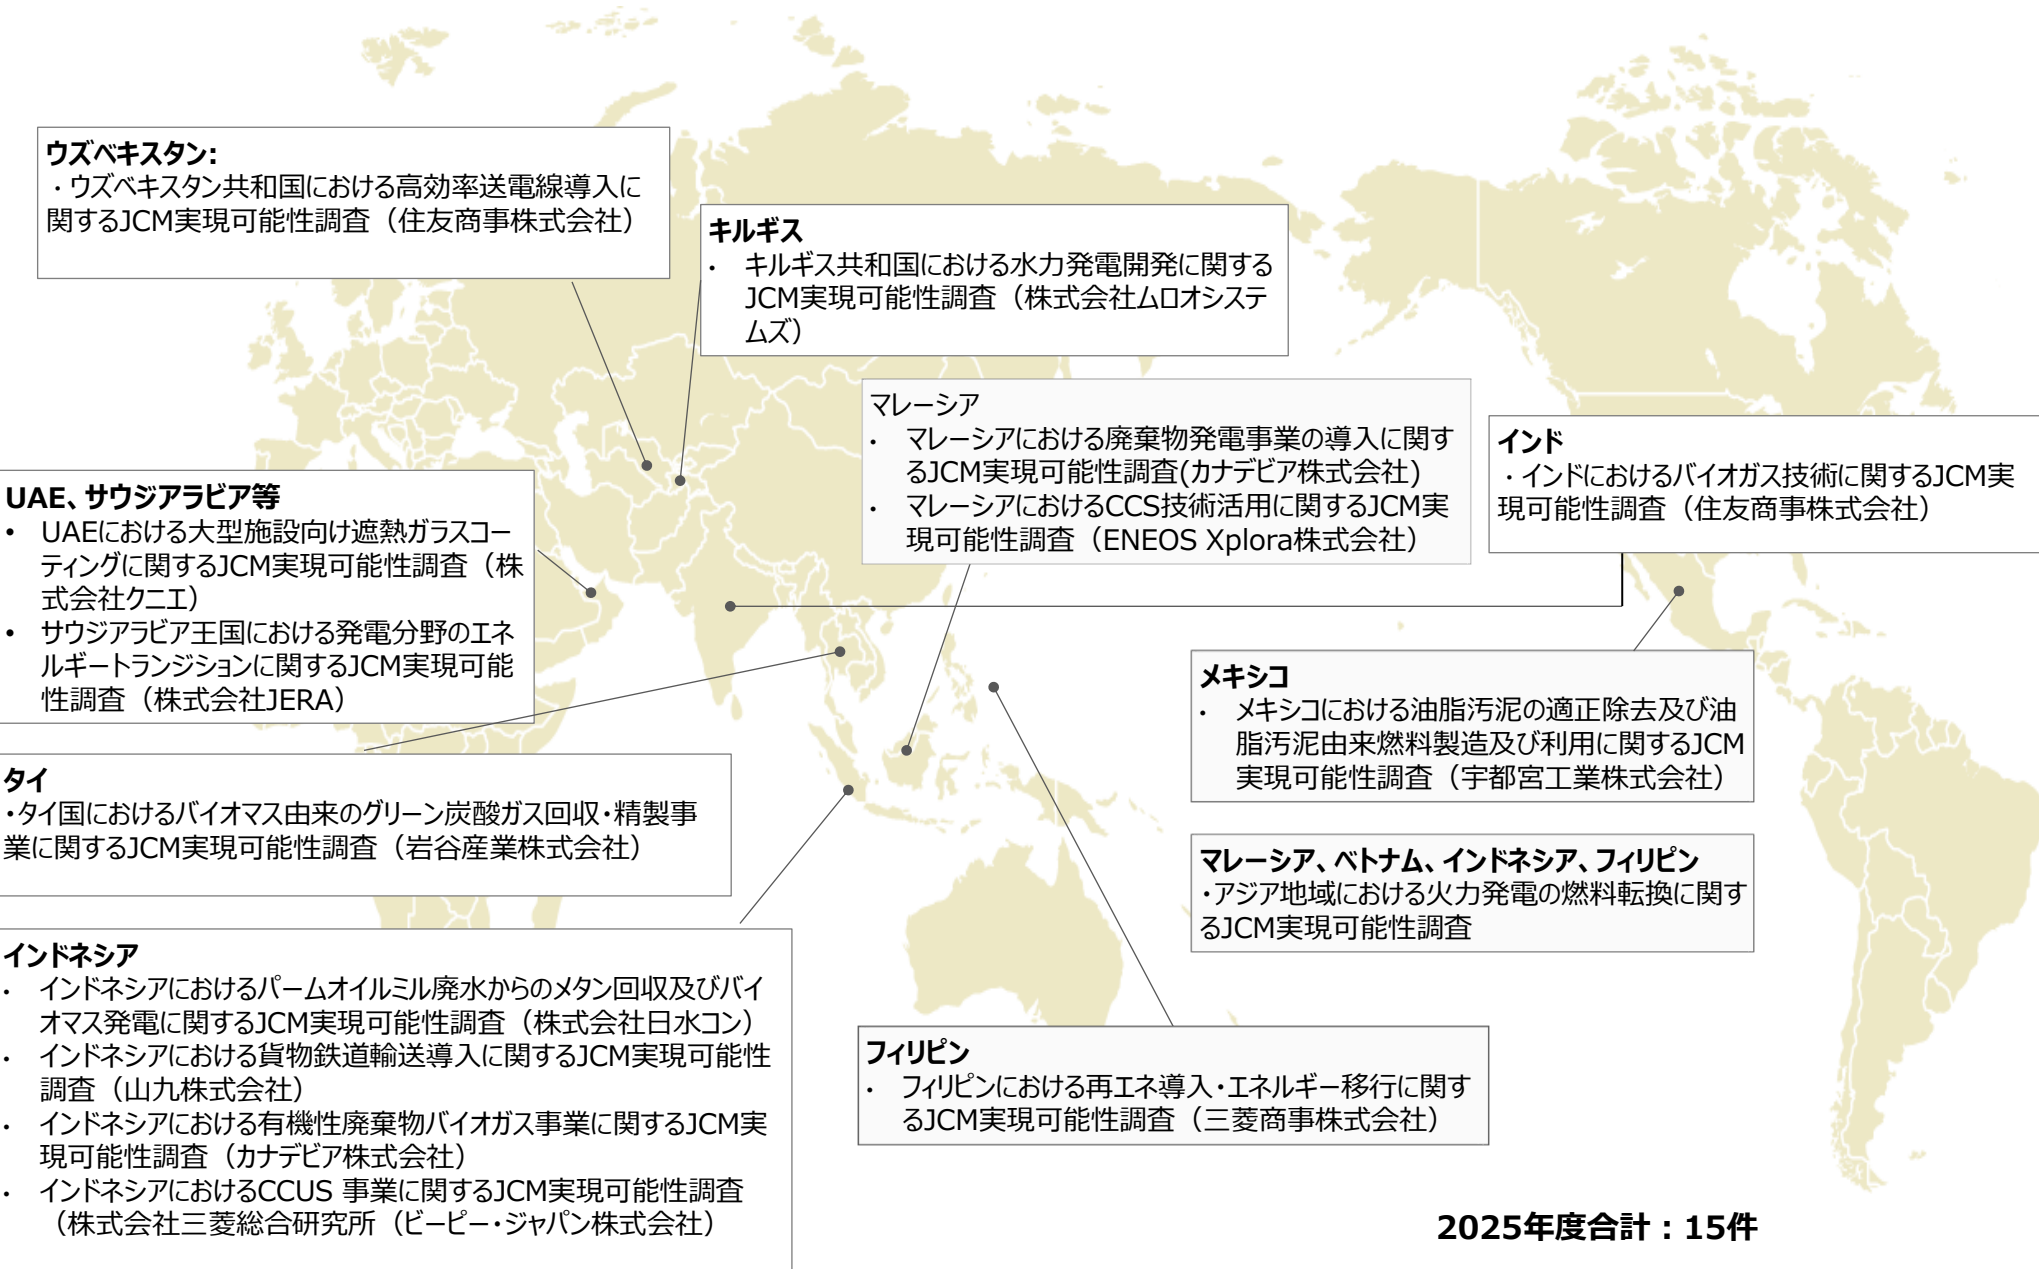 ウズベキスタン:
・ウズベキスタン共和国における高効率送電線導入に
関するJCM実現可能性調査（住友商事株式会社）
キルギス
・ キルギス共和国における水力発電開発に関する
JCM実現可能性調査（株式会社ムロオシステ
ムズ）
マレーシア
・ マレーシアにおける廃棄物発電事業の導入に関す
るJCM実現可能性調査(カナデビア株式会社)
・ マレーシアにおけるCCS技術活用に関するJCM実
現可能性調査（ENEOS Xplora株式会社）
インド
・インドにおけるバイオガス技術に関するJCM実
現可能性調査（住友商事株式会社）
UAE、サウジアラビア等
• UAEにおける大型施設向け遮熱ガラスコー
ティングに関するJCM実現可能性調査（株
式会社クニエ）
• サウジアラビア王国における発電分野のエネ
ルギートランジションに関するJCM実現可能
性調査（株式会社JERA）
メキシコ
・ メキシコにおける油脂汚泥の適正除去及び油
脂汚泥由来燃料製造及び利用に関するJCM
実現可能性調査（宇都宮工業株式会社）
タイ
・タイ国におけるバイオマス由来のグリーン炭酸ガス回収・精製事
業に関するJCM実現可能性調査（岩谷産業株式会社）
マレーシア、ベトナム、インドネシア、フィリピン
・アジア地域における火力発電の燃料転換に関す
るJCM実現可能性調査
インドネシア
・ インドネシアにおけるパームオイルミル廃水からのメタン回収及びバイ
オマス発電に関するJCM実現可能性調査（株式会社日水コン）
・ インドネシアにおける貨物鉄道輸送導入に関するJCM実現可能性
調査（山九株式会社）
・ インドネシアにおける有機性廃棄物バイオガス事業に関するJCM実
現可能性調査（カナデビア株式会社）
・ インドネシアにおけるCCUS 事業に関するJCM実現可能性調査
（株式会社三菱総合研究所（ビーピー・ジャパン株式会社）
フィリピン
・ フィリピンにおける再エネ導入・エネルギー移行に関す
るJCM実現可能性調査（三菱商事株式会社）
2025年度合計：15件